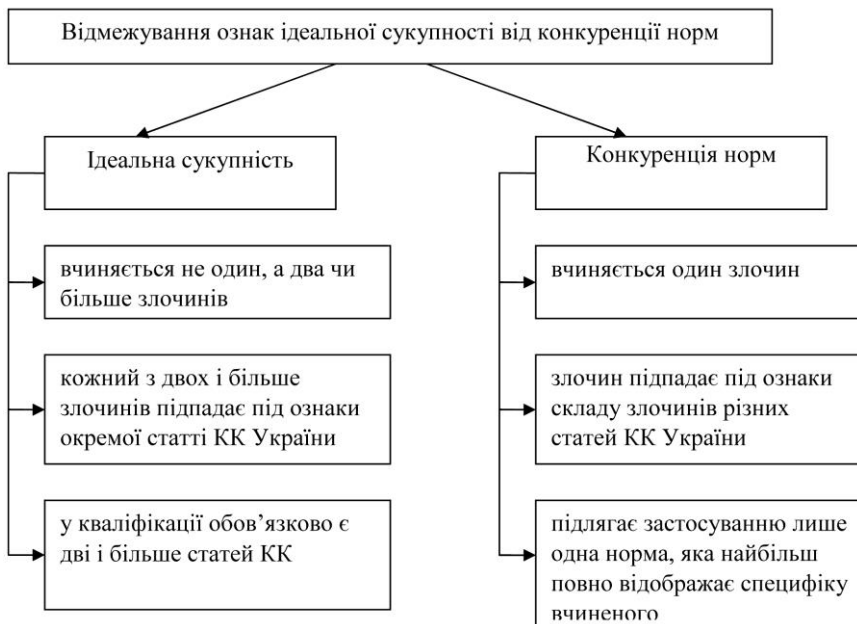 Відмежування ознак ідеальної сукупності від конкуренції норм
Ідеальна сукупність
вчиняється не один, а два чи
більше злочинів
кожний з двох і більше
злочинів підпадає під ознаки
окремої статті КК України
у кваліфікації обов’язково є
дві і більше статей КК
Конкуренція норм
вчиняється один злочин
злочин підпадає під ознаки
складу злочинів різних
статей КК України
підлягає застосуванню лише
одна норма, яка найбільш
повно відображає специфіку
вчиненого